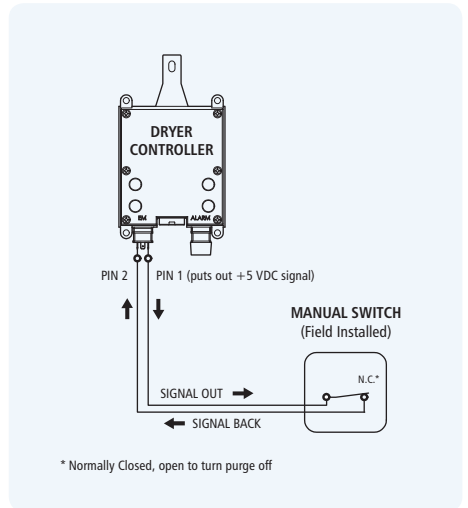 DRYER
CONTROLLER
EM
ALARM
PIN 2
PIN 1 (puts out +5 VDC signal)
MANUAL SWITCH
(Field Installed)
N.C.*
SIGNAL OUT
SIGNAL BACK
* Normally Closed, open to turn purge off